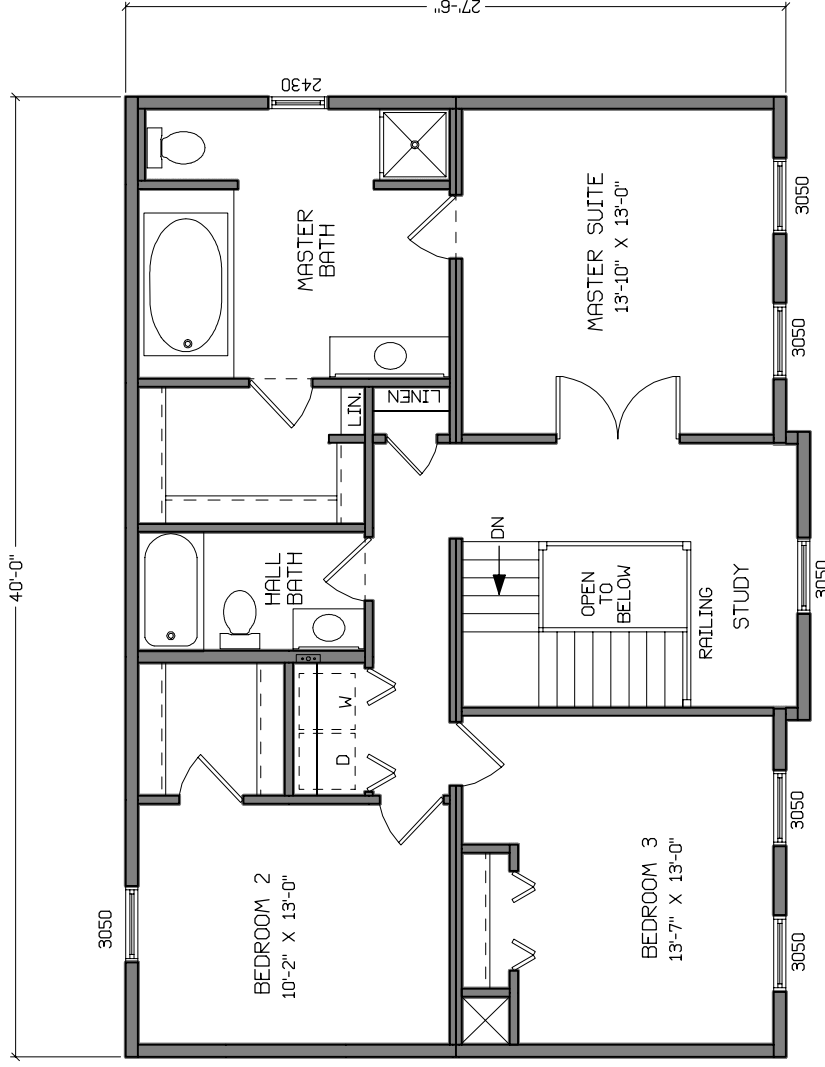 27'-6"
40'-0"
2430
MASTER
BATH
MASTER SUITE
13'-10" X 13'-0"
3050
3050
LIN.
LINEN
HALL
BATH
DN
OPEN
TO
BELOW
RAILING
STUDY
3050
W
D
BEDROOM 2
10'-2" X 13'-0"
3050
BEDROOM 3
13'-7" X 13'-0"
3050
3050